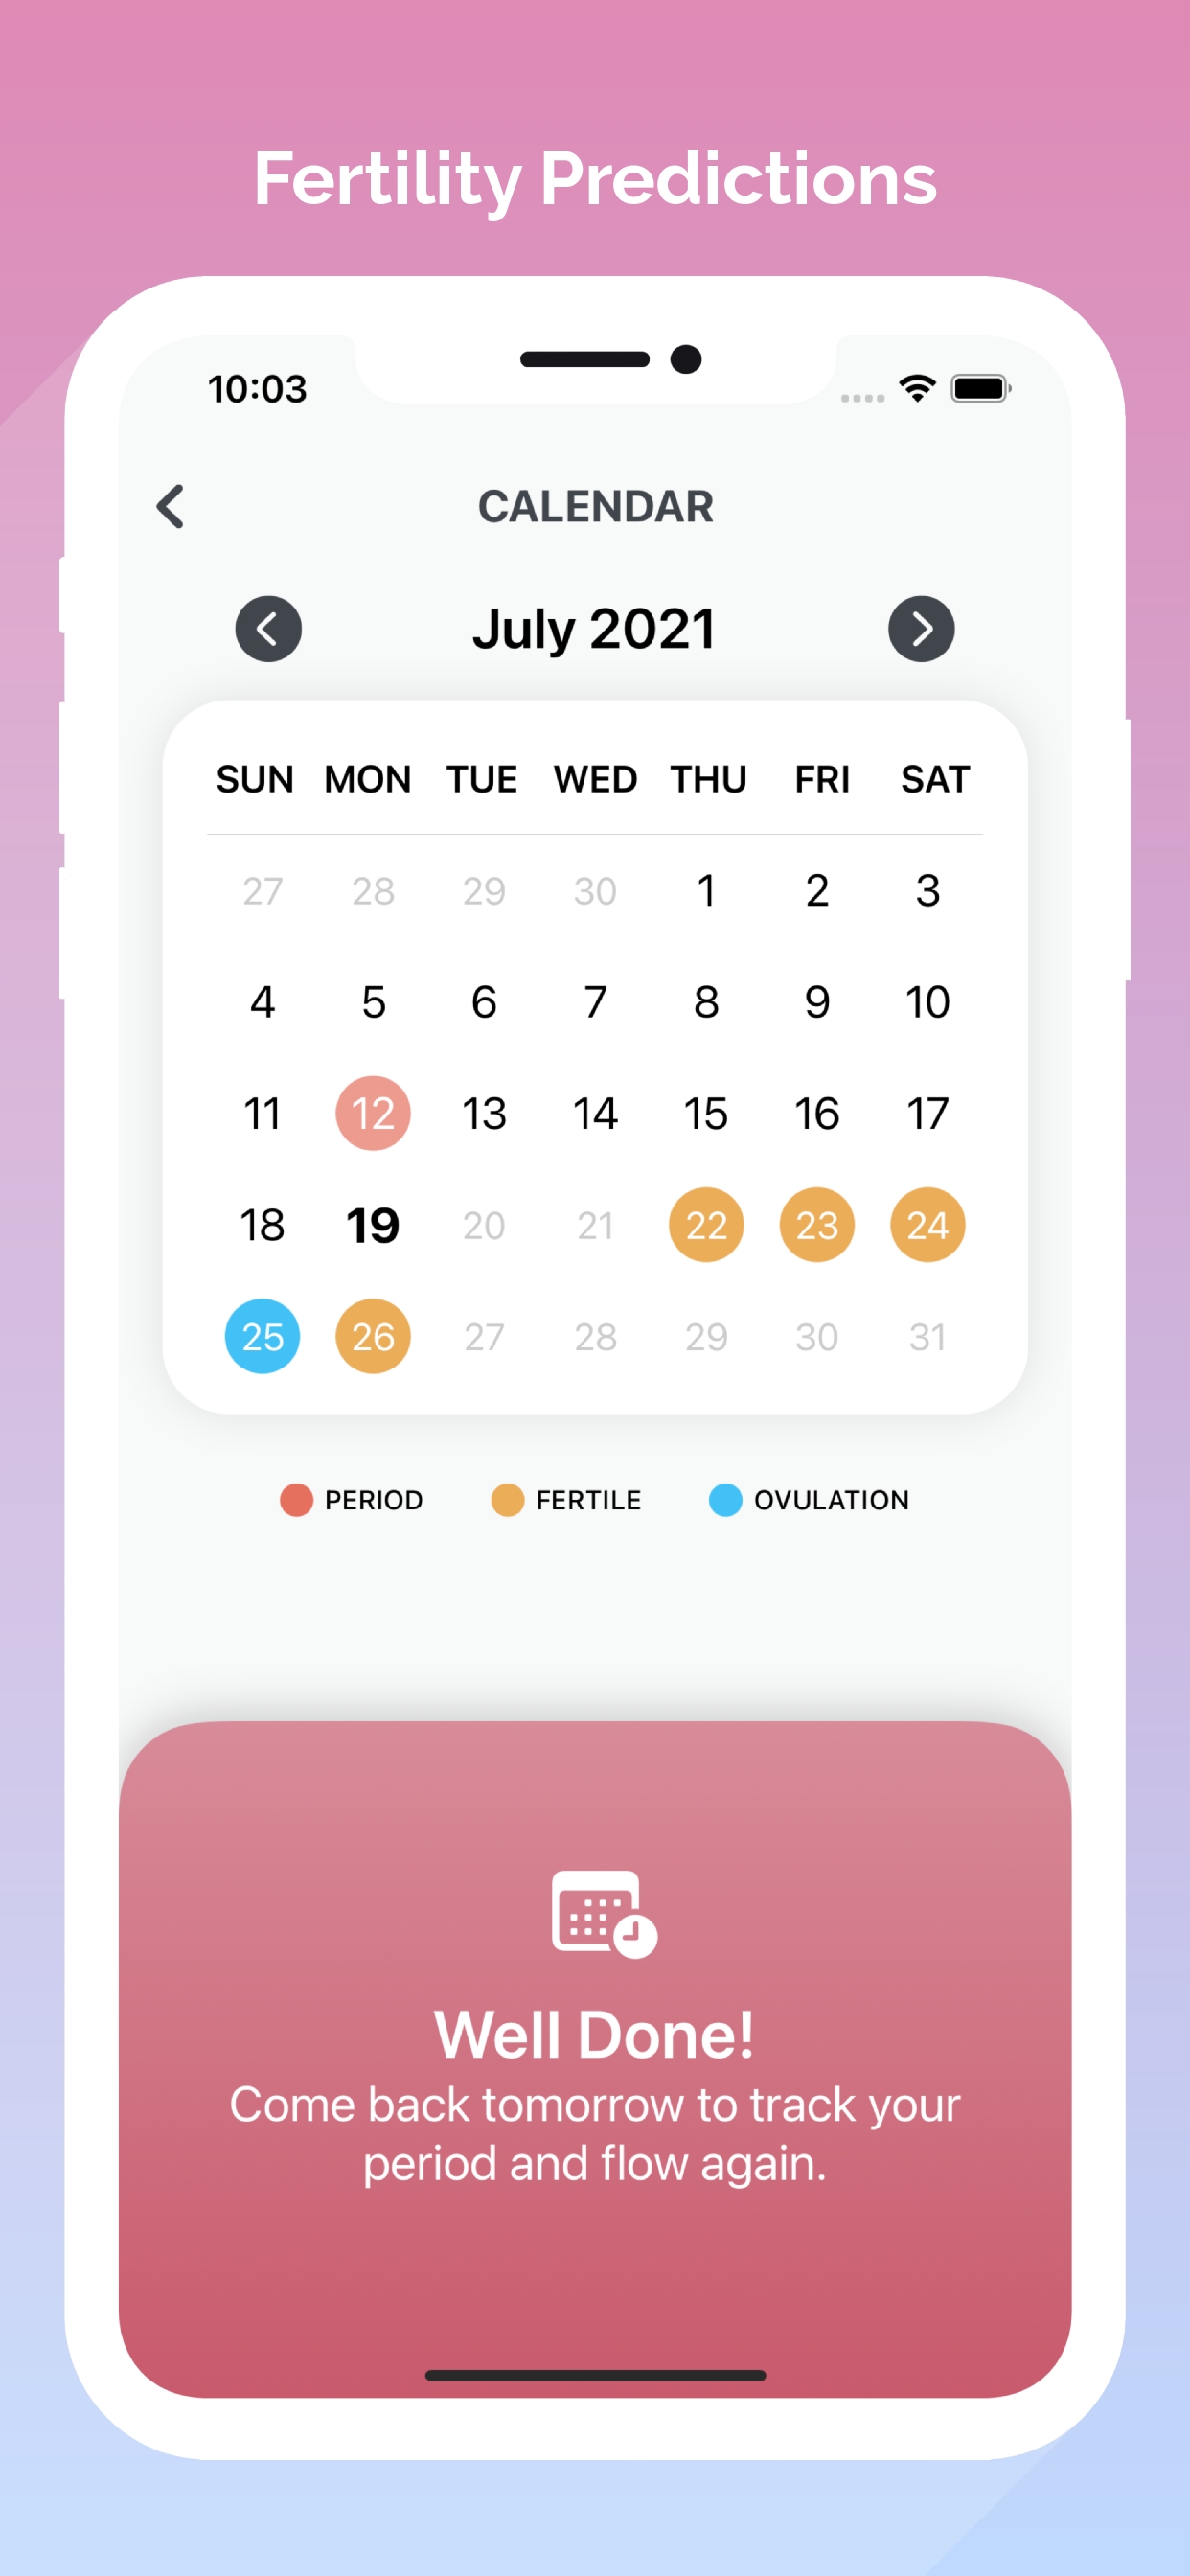 Fertility Predictions
10:03
CALENDAR
July 2021
SUN MON TUE WED THU FRI SAT
27 28 29 30 1 2 3
4 5 6 7 8 9 10
11 12 13 14 15 16 17
18 19 20 21 22 23 24
25 26 27 28 29 30 31
PERIOD FERTILE OVULATION
Well Done!
Come back tomorrow to track your
period and flow again.